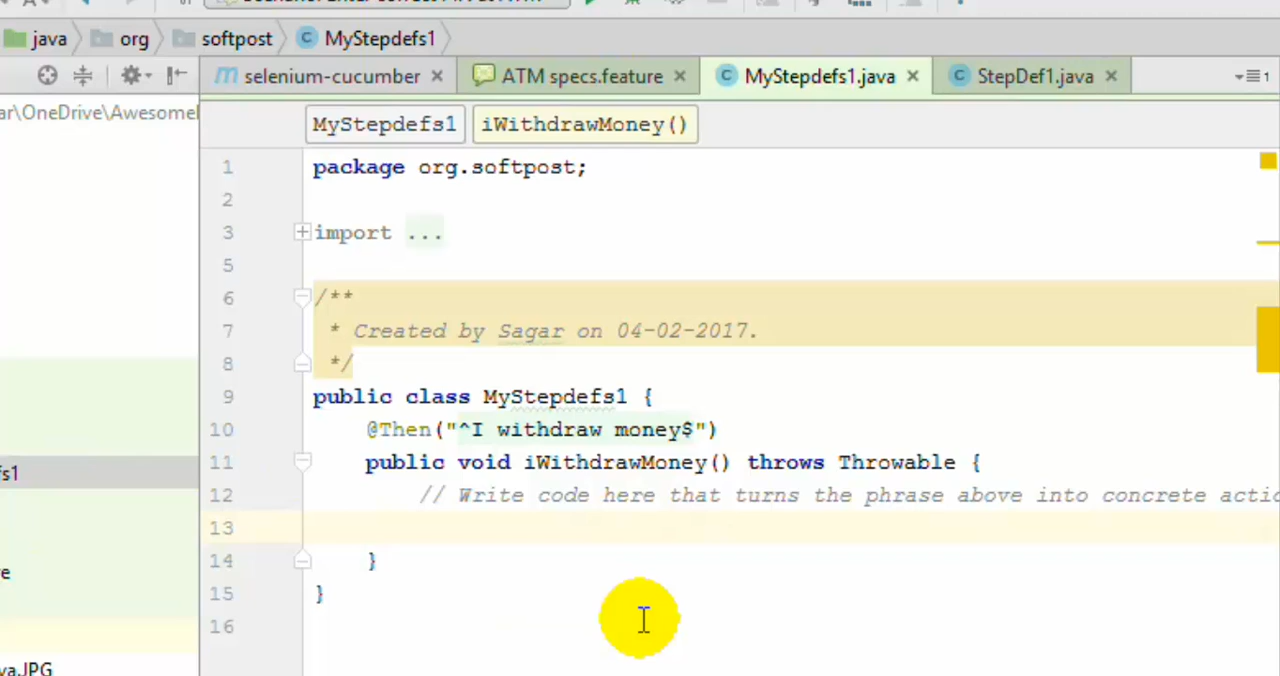 java org softpost MyStepdefs1
selenium-cucumber ATM specs.feature MyStepdefs1.java StepDef1.java
ar\OneDrive\Awesome
MyStepdefs1 iWithdrawMoney()
1 package org.softpost;
2
3 import ...
5
6 /**
7 * Created by Sagar on 04-02-2017.
8 */
9 public class MyStepdefs1 {
10 @Then("^I withdraw money$")
11 public void iWithdrawMoney() throws Throwable {
12 // Write code here that turns the phrase above into concrete actio
13
14 }
15 }
16
fs1
re
va.JPG